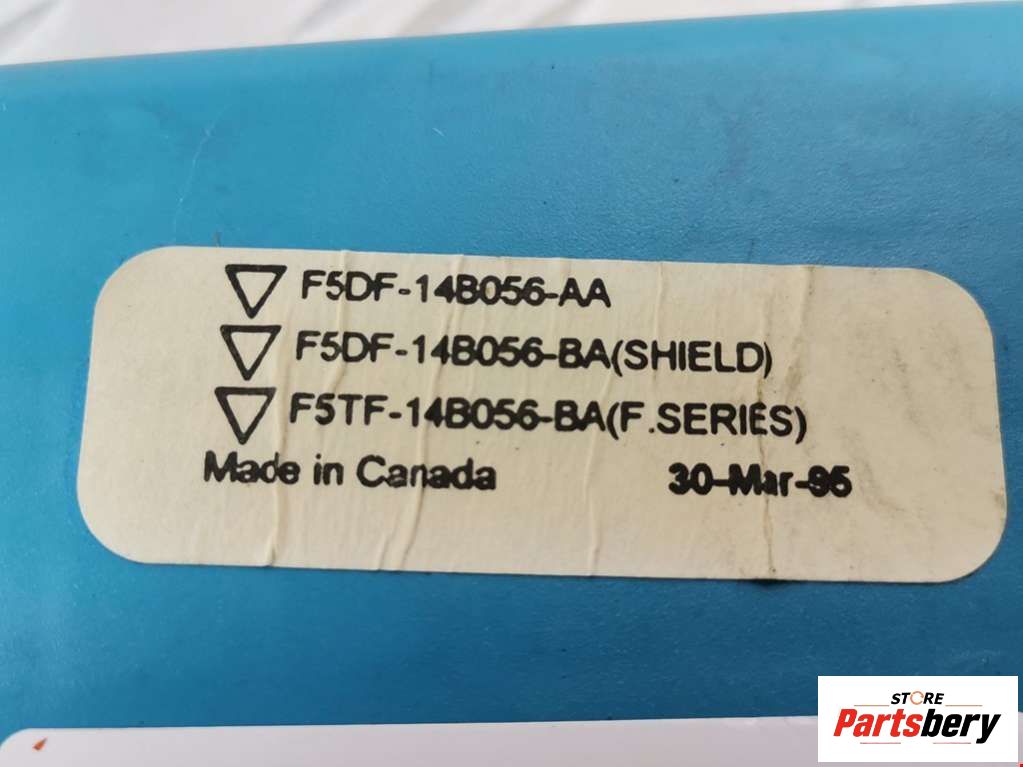 ▽ F5DF-14B056-AA
▽ F5DF-14B056-BA(SHIELD)
▽ F5TF-14B056-BA(F.SERIES)
Made in Canada 30-Mar-95
STORE
Partsbery